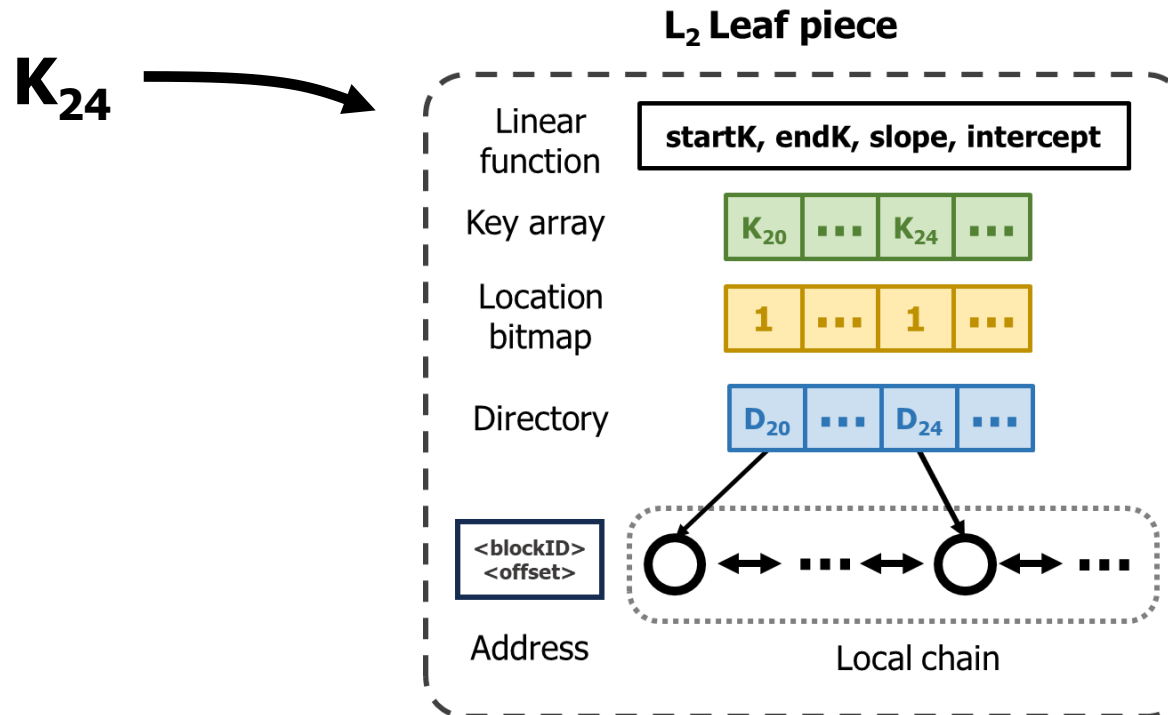 L₂ Leaf piece
K₂₄
Linear
function
startK, endK, slope, intercept
Key array
K₂₀ ... K₂₄ ...
Location
bitmap
1 ... 1 ...
Directory
D₂₀ ... D₂₄ ...
<blockID>
<offset>
... ...
Address
Local chain